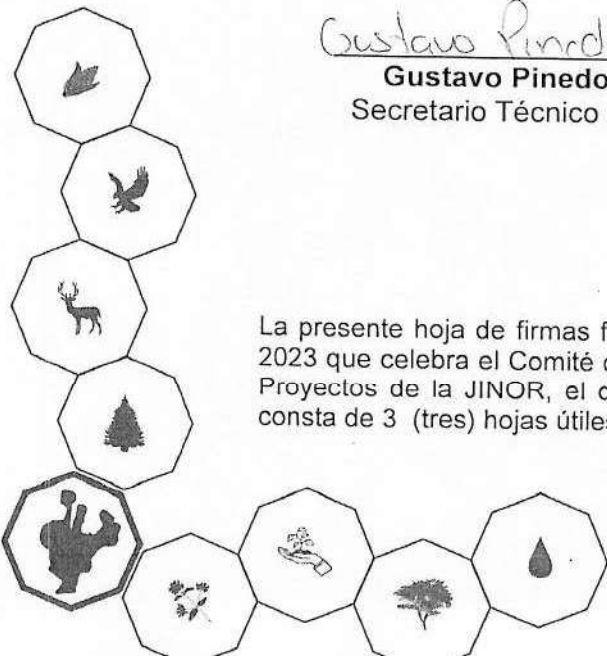 Gustavo Pined
Gustavo Pinedo
Secretario Técnico
La presente hoja de firmas f
2023 que celebra el Comité
Proyectos de la JINOR, el
consta de 3 (tres) hojas útiles